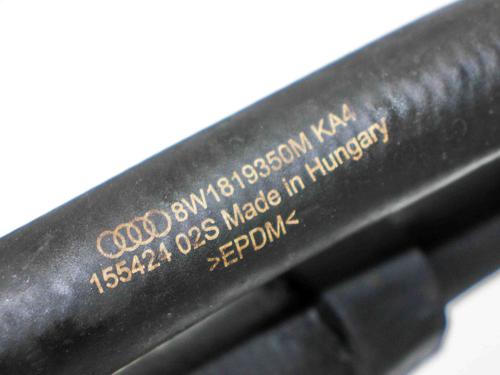 8W1819350M KA4
155424 02S Made in Hungary
>EPDM<